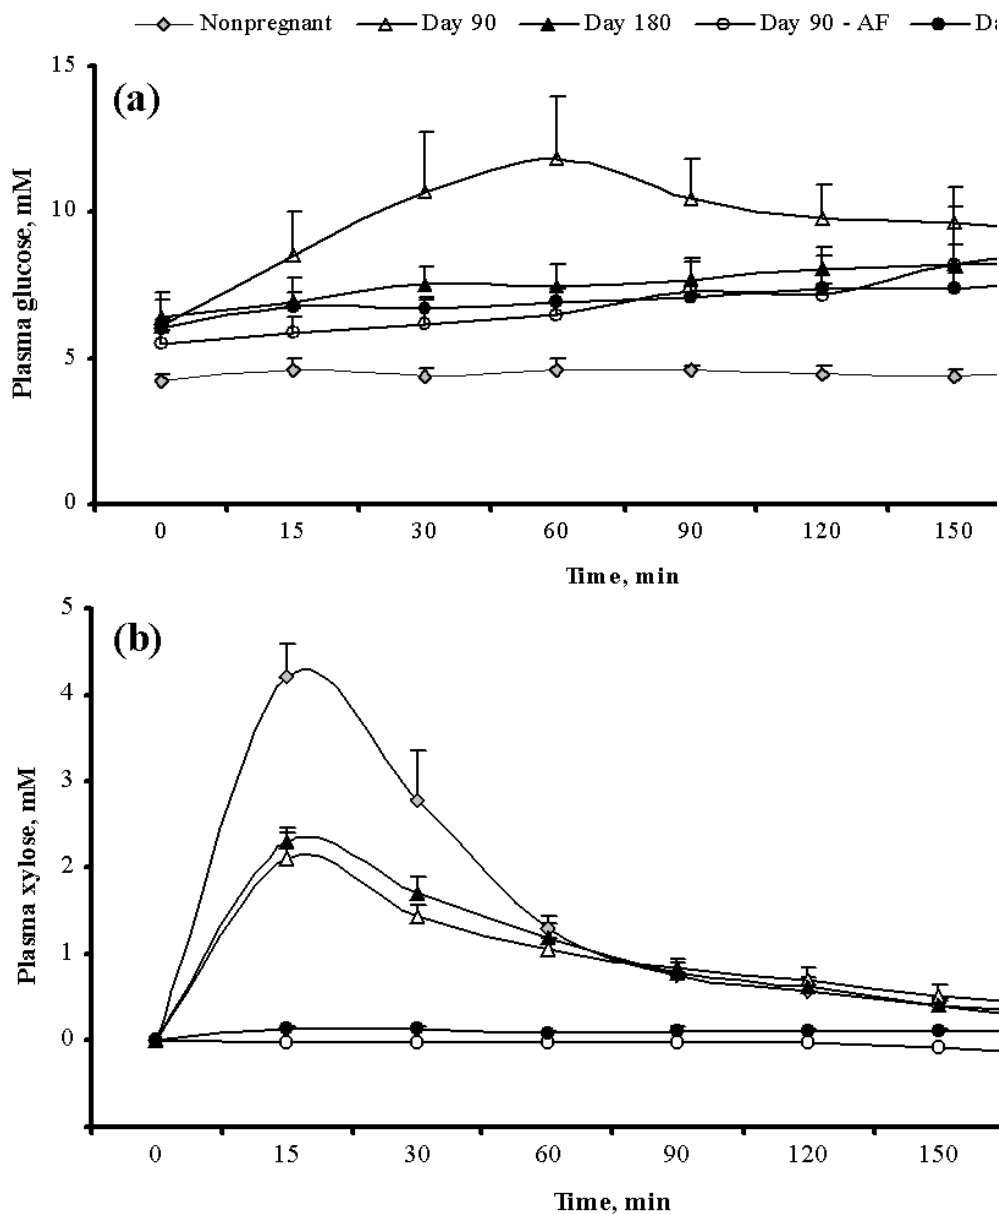 Nonpregnant Day 90 Day 180 Day 90 - AF Da
15
(a)
10
5
0
Plasma glucose, mM
0 15 30 60 90 120 150
Time, min
5
(b)
4
3
2
1
0
Plasma xylose, mM
0 15 30 60 90 120 150
Time, min